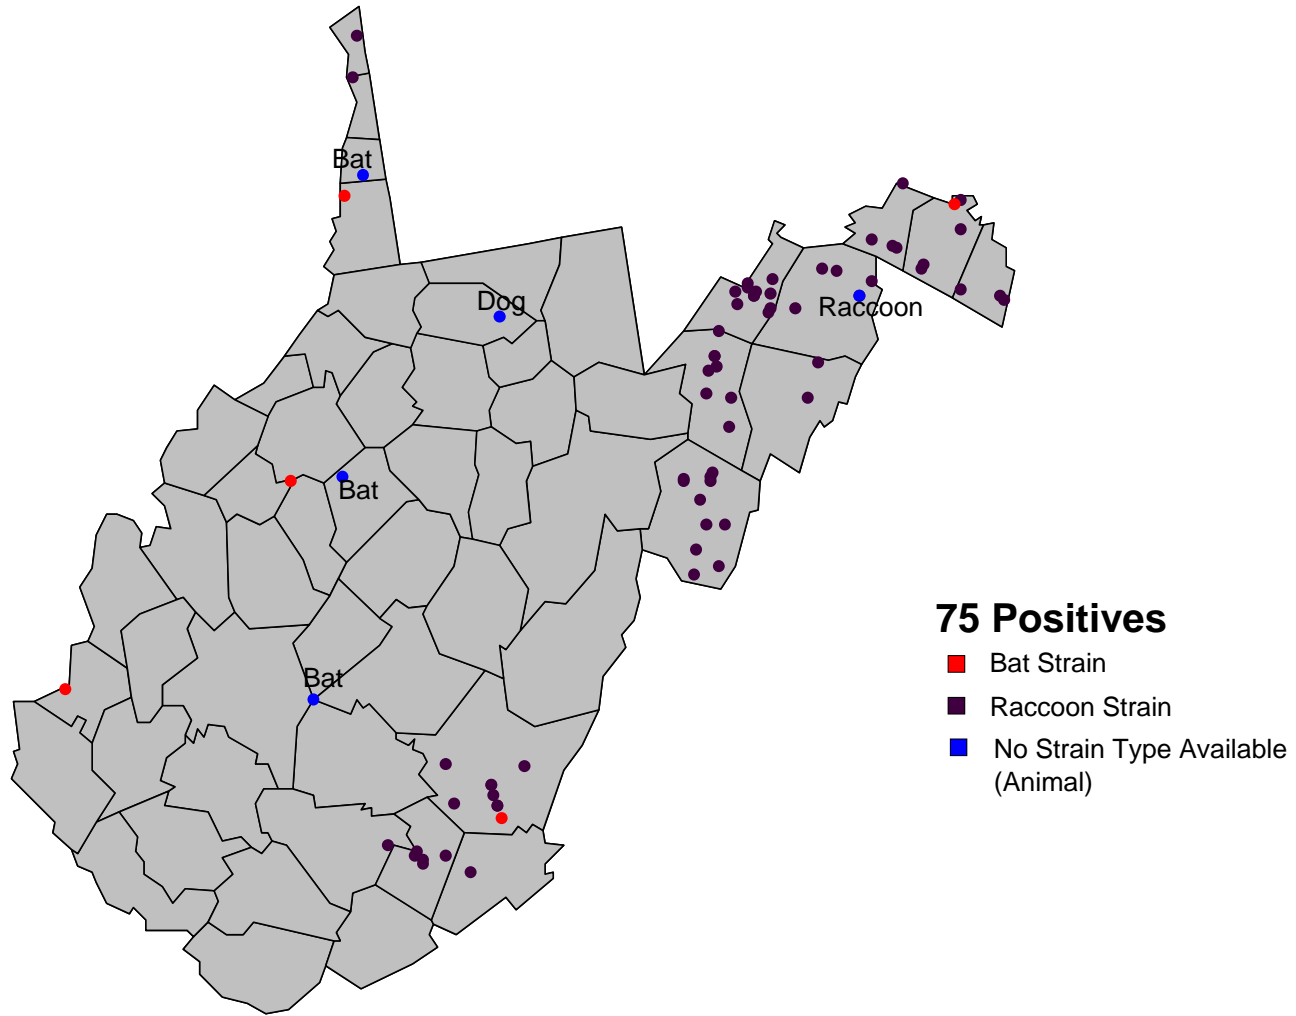 Bat
Dog
Raccoon
Bat
Bat
75 Positives
Bat Strain
Raccoon Strain
No Strain Type Available
(Animal)